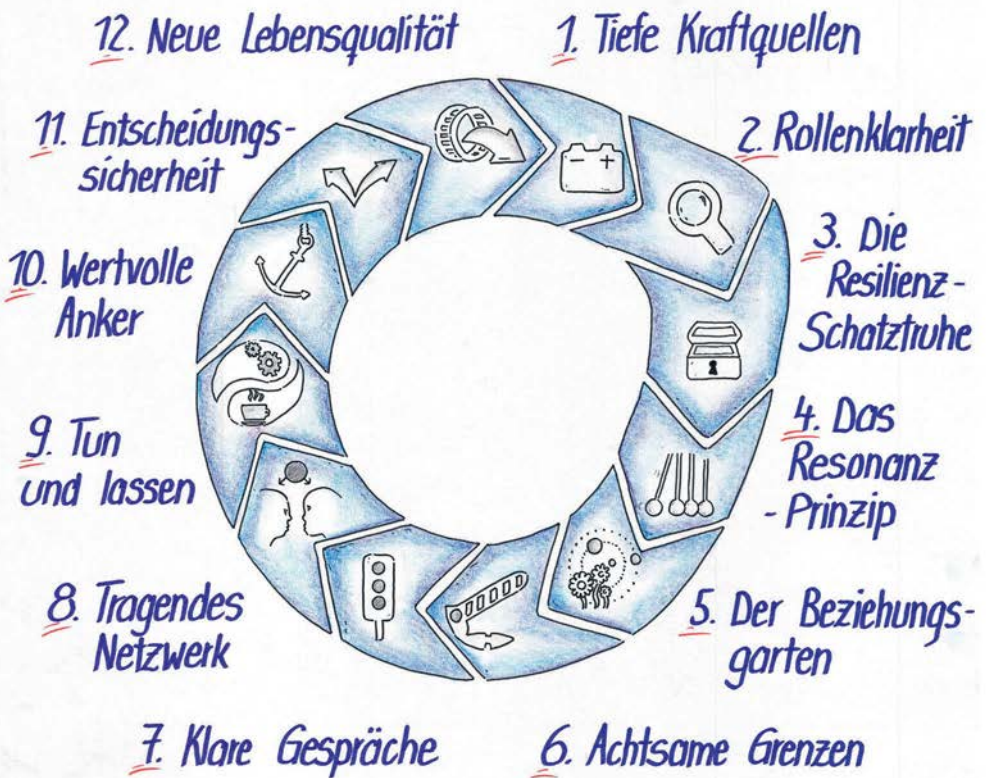 1. Tiefe Kraftquellen
2. Rollenklarheit
3. Die
Resilienz-
Schatztruhe
4. Das
Resonanz
- Prinzip
5. Der Beziehungs-
garten
6. Achtsame Grenzen
7. Klare Gespräche
8. Tragendes
Netzwerk
9. Tun
und lassen
10. Wertvolle
Anker
11. Entscheidungs-
sicherheit
12. Neue Lebensqualität